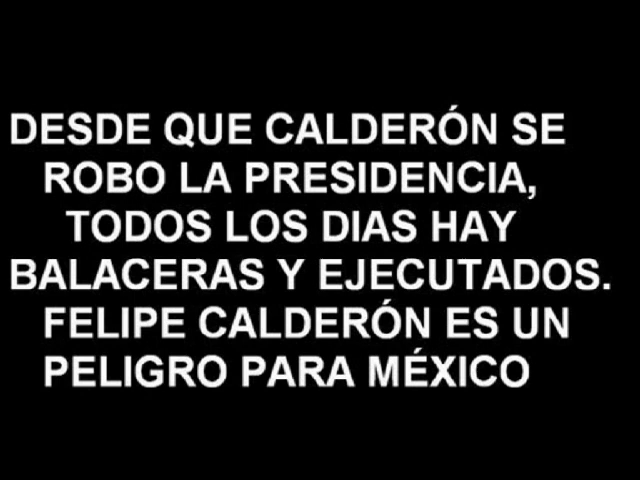 DESDE QUE CALDERÓN SE
ROBO LA PRESIDENCIA,
TODOS LOS DIAS HAY
BALACERAS Y EJECUTADOS.
FELIPE CALDERÓN ES UN
PELIGRO PARA MÉXICO